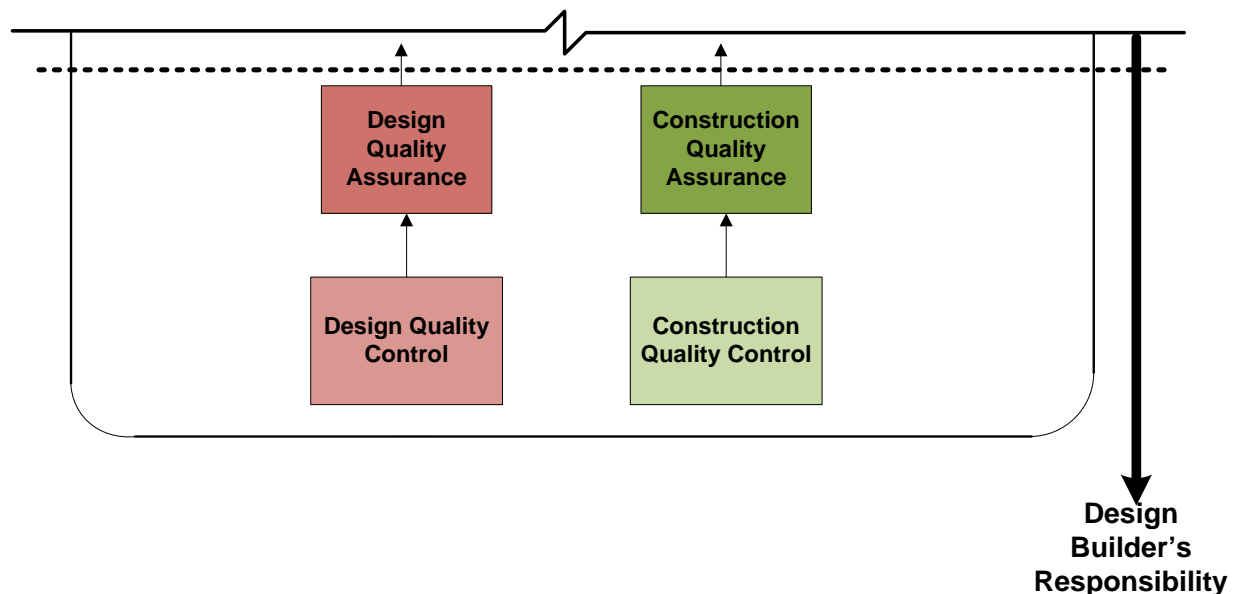 Design
Quality
Assurance
Construction
Quality
Assurance
Design Quality
Control
Construction
Quality Control
Design
Builder’s
Responsibility